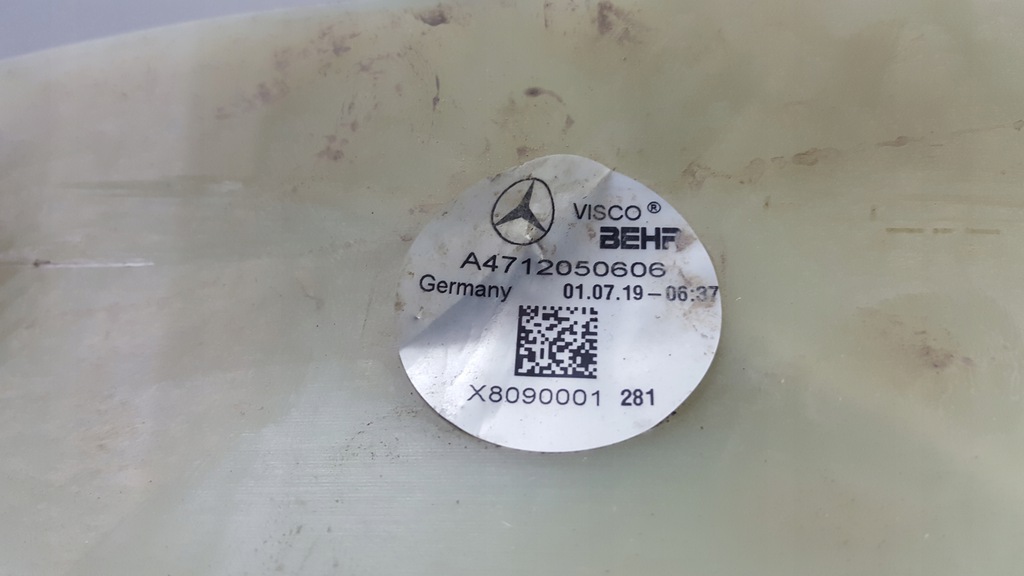 VISCO®
BEHR
A4712050606
Germany 01.07.19-06:37
X8090001 281